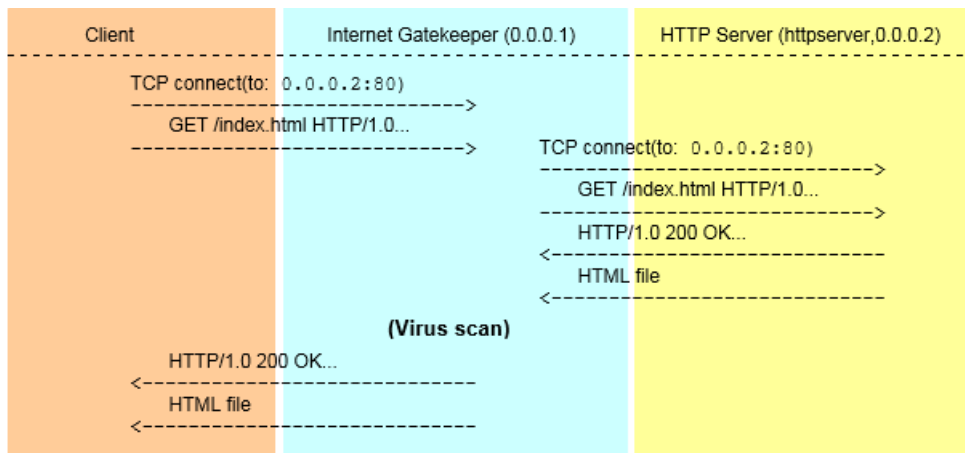 Client Internet Gatekeeper (0.0.0.1) HTTP Server (httpserver,0.0.0.2)
TCP connect(to: 0.0.0.2:80)
GET /index.html HTTP/1.0...
TCP connect(to: 0.0.0.2:80)
GET /index.html HTTP/1.0...
HTTP/1.0 200 OK...
HTML file
(Virus scan)
HTTP/1.0 200 OK...
HTML file